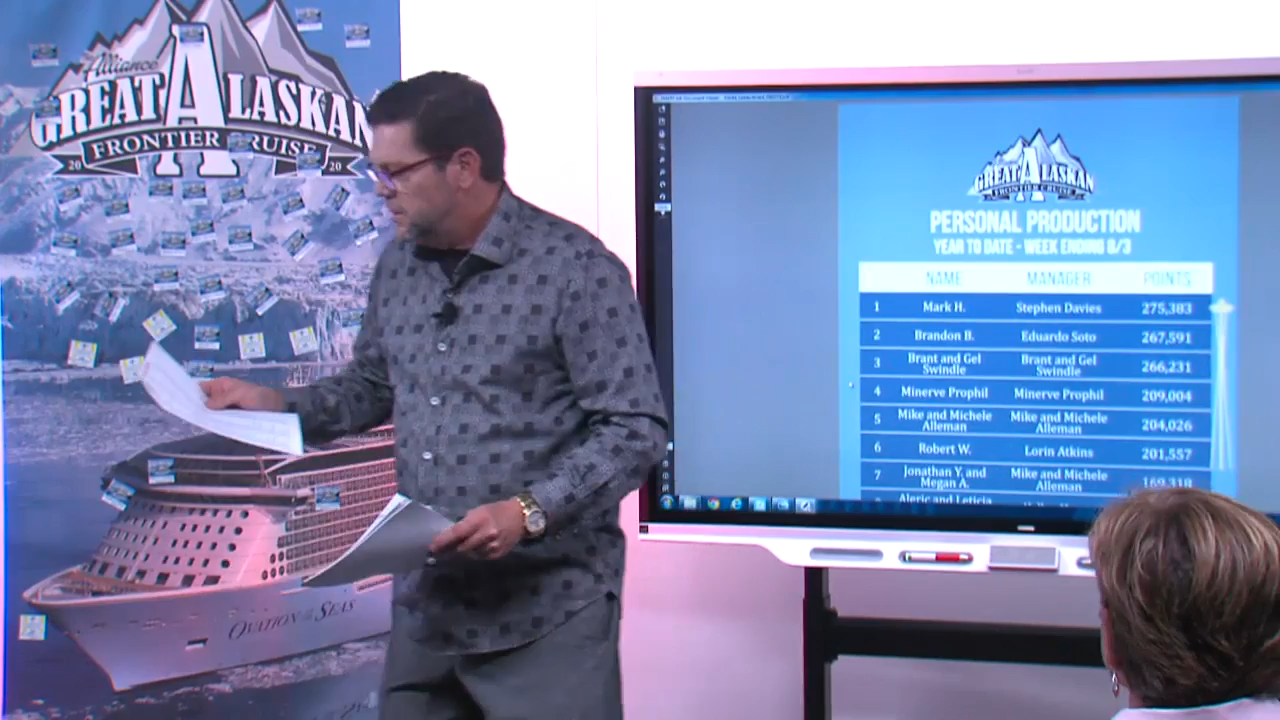 Alliance
GREAT ALASKAN
FRONTIER CRUISE
20 20
OVATION OF THE SEAS
GREAT ALASKAN
FRONTIER CRUISE
PERSONAL PRODUCTION
YEAR TO DATE - WEEK ENDING 8/3
NAME MANAGER POINTS
1 Mark H. Stephen Davies 275,383
2 Brandon B. Eduardo Soto 267,591
3 Brant and Gel Swindle Brant and Gel Swindle 266,231
4 Minerve Prophil Minerve Prophil 209,004
5 Mike and Michele Alleman Mike and Michele Alleman 204,026
6 Robert W. Lorin Atkins 201,557
7 Jonathan Y. and Megan A. Mike and Michele Alleman 169,318
Aleric and Leticia